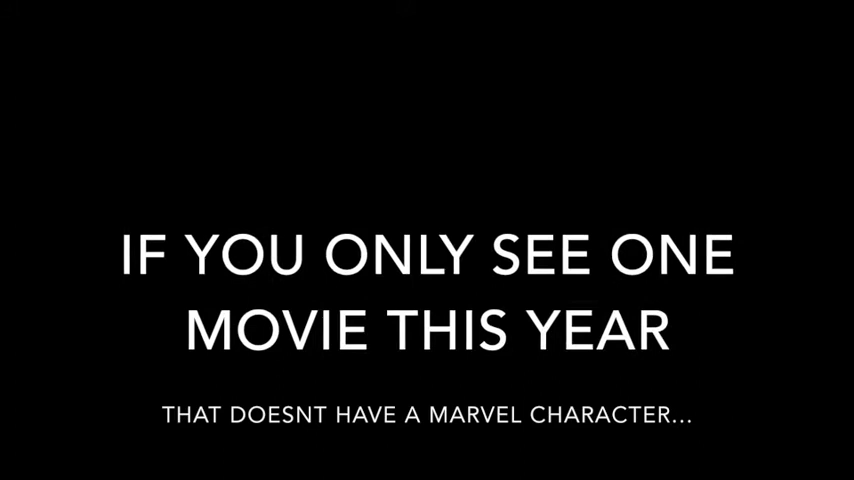 IF YOU ONLY SEE ONE
MOVIE THIS YEAR
THAT DOESNT HAVE A MARVEL CHARACTER...